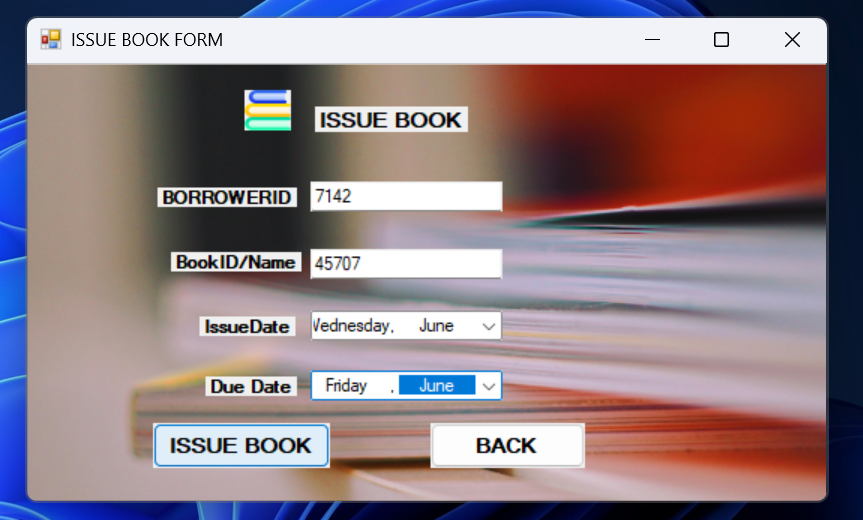 ISSUE BOOK FORM
ISSUE BOOK
BORROWERID 7142
BookID/Name 45707
IssueDate Wednesday, June
Due Date Friday , June
ISSUE BOOK BACK